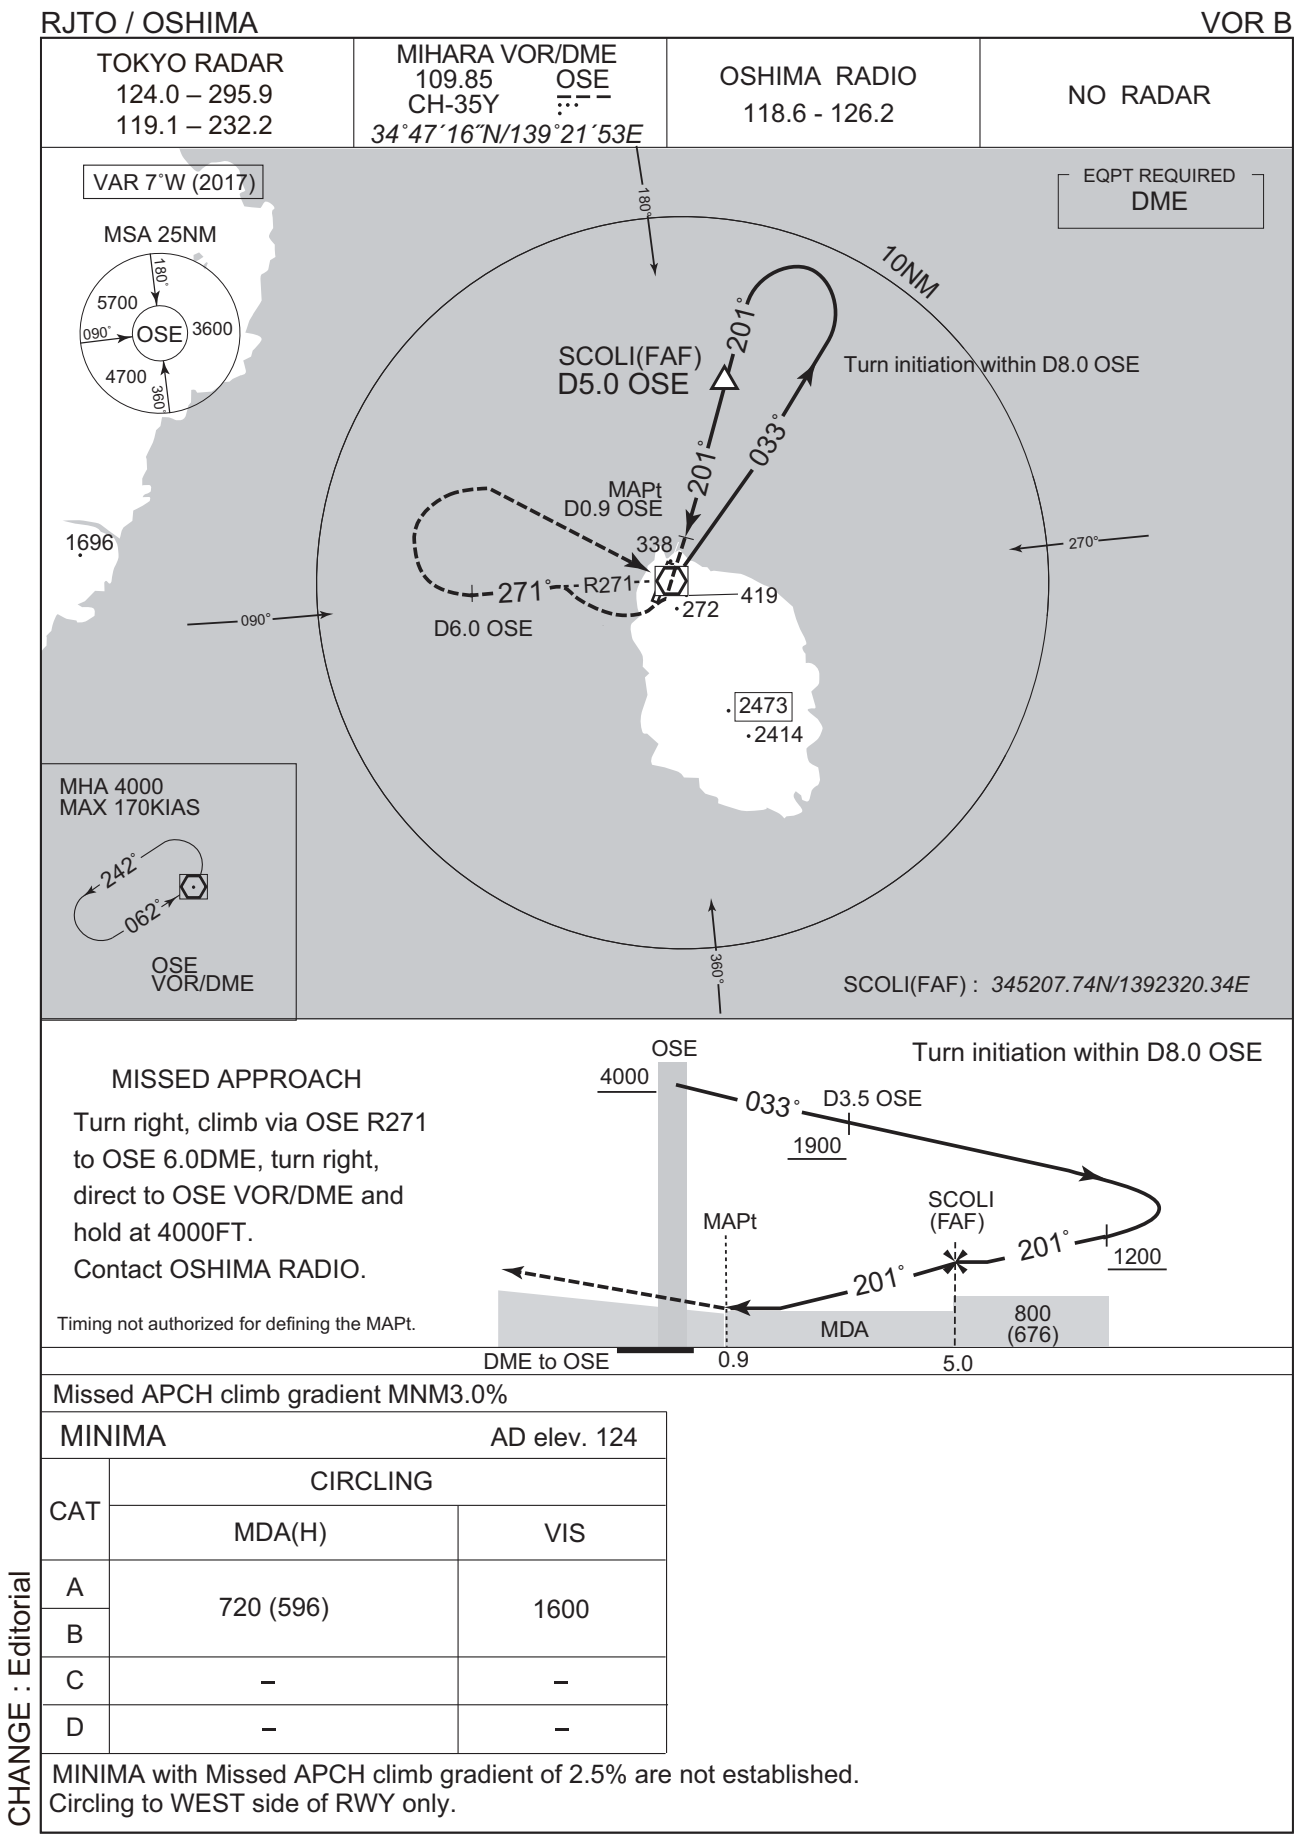 RJTO / OSHIMA
VOR B
TOKYO RADAR
124.0 – 295.9
119.1 – 232.2
MIHARA VOR/DME
109.85 OSE
CH-35Y
34˚47´16˝N/139˚21´53E
OSHIMA RADIO
118.6 - 126.2
NO RADAR
VAR 7˚W (2017)
EQPT REQUIRED
DME
MSA 25NM
180˚
5700
090˚
OSE
3600
4700
360˚
180˚
10NM
201˚
SCOLI(FAF)
D5.0 OSE
Turn initiation within D8.0 OSE
033˚
201˚
MAPt
D0.9 OSE
338
1696
270˚
271˚
R271
419
272
090˚
D6.0 OSE
2473
2414
MHA 4000
MAX 170KIAS
242˚
062˚
OSE
VOR/DME
360˚
SCOLI(FAF) : 345207.74N/1392320.34E
MISSED APPROACH
Turn right, climb via OSE R271
to OSE 6.0DME, turn right,
direct to OSE VOR/DME and
hold at 4000FT.
Contact OSHIMA RADIO.
Timing not authorized for defining the MAPt.
OSE
Turn initiation within D8.0 OSE
4000
033˚
D3.5 OSE
1900
SCOLI
(FAF)
MAPt
201˚
1200
201˚
MDA
800
(676)
DME to OSE
0.9
5.0
Missed APCH climb gradient MNM3.0%
MINIMA
AD elev. 124
CAT
CIRCLING
MDA(H)
VIS
A
720 (596)
1600
B
C
–
–
D
–
–
MINIMA with Missed APCH climb gradient of 2.5% are not established.
Circling to WEST side of RWY only.
CHANGE : Editorial